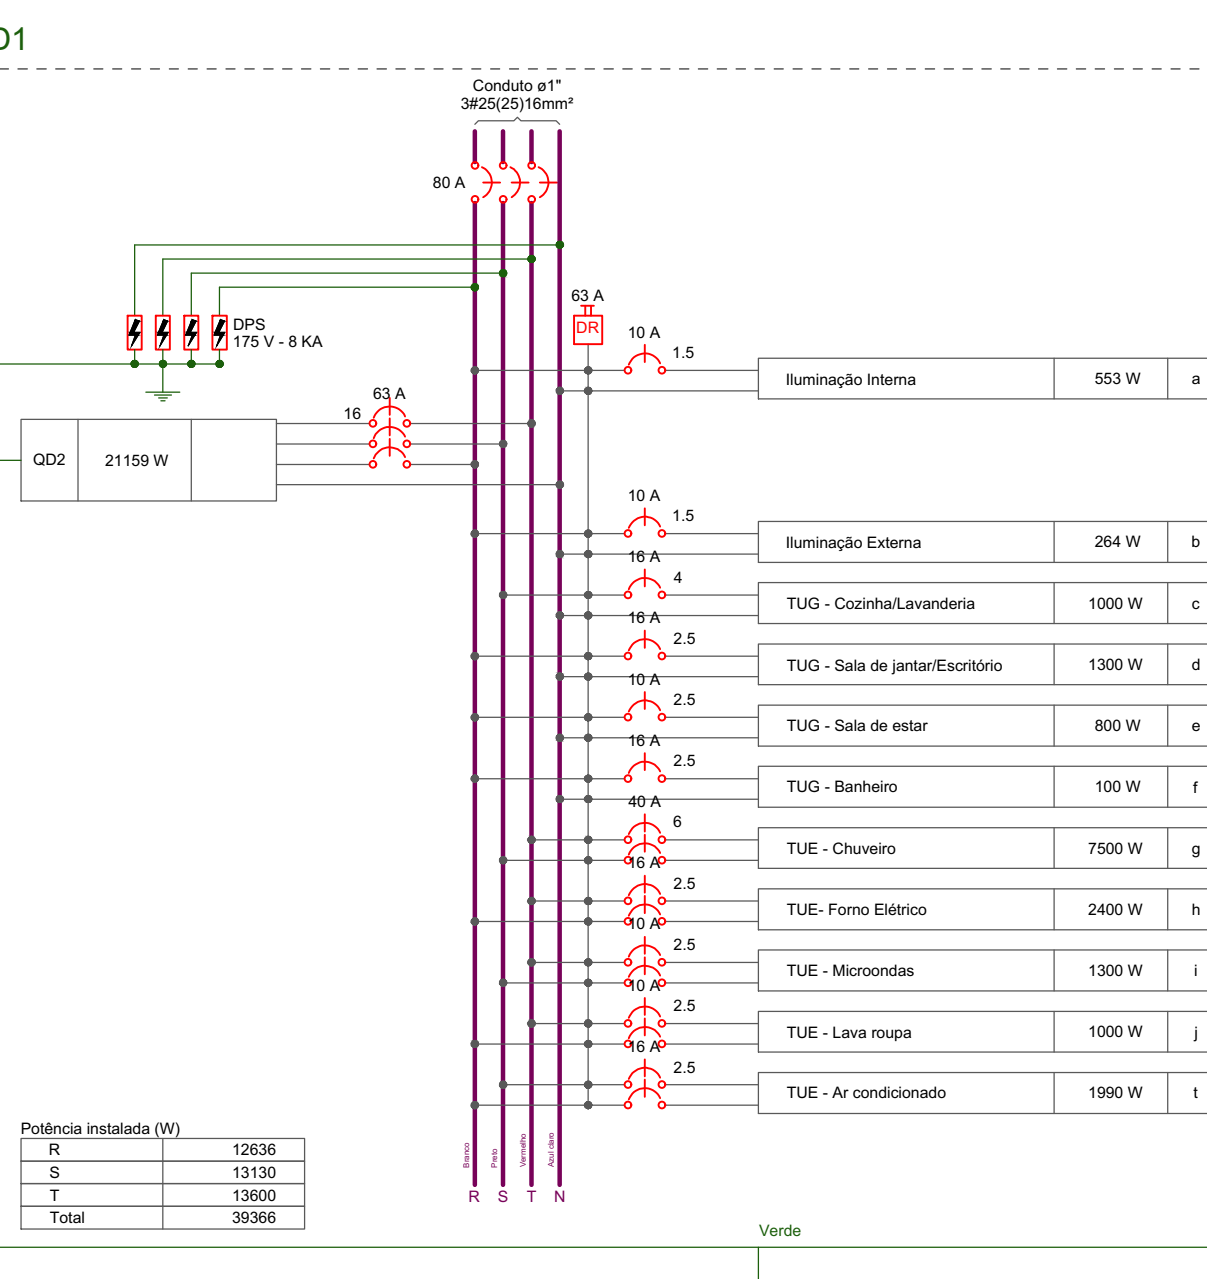 D1
Conduto ø1"
3#25(25)16mm²
80 A
DPS
175 V - 8 KA
63 A
DR
10 A
1.5
Iluminação Interna 553 W a
63 A
16
QD2 21159 W
10 A
1.5
Iluminação Externa 264 W b
16 A
4
TUG - Cozinha/Lavanderia 1000 W c
16 A
2.5
TUG - Sala de jantar/Escritório 1300 W d
10 A
2.5
TUG - Sala de estar 800 W e
16 A
2.5
TUG - Banheiro 100 W f
40 A
6
TUE - Chuveiro 7500 W g
16 A
2.5
TUE- Forno Elétrico 2400 W h
10 A
2.5
TUE - Microondas 1300 W i
10 A
2.5
TUE - Lava roupa 1000 W j
16 A
2.5
TUE - Ar condicionado 1990 W t
Potência instalada (W)
R 12636
S 13130
T 13600
Total 39366
Branco
Preto
Vermelho
Azul claro
R S T N
Verde